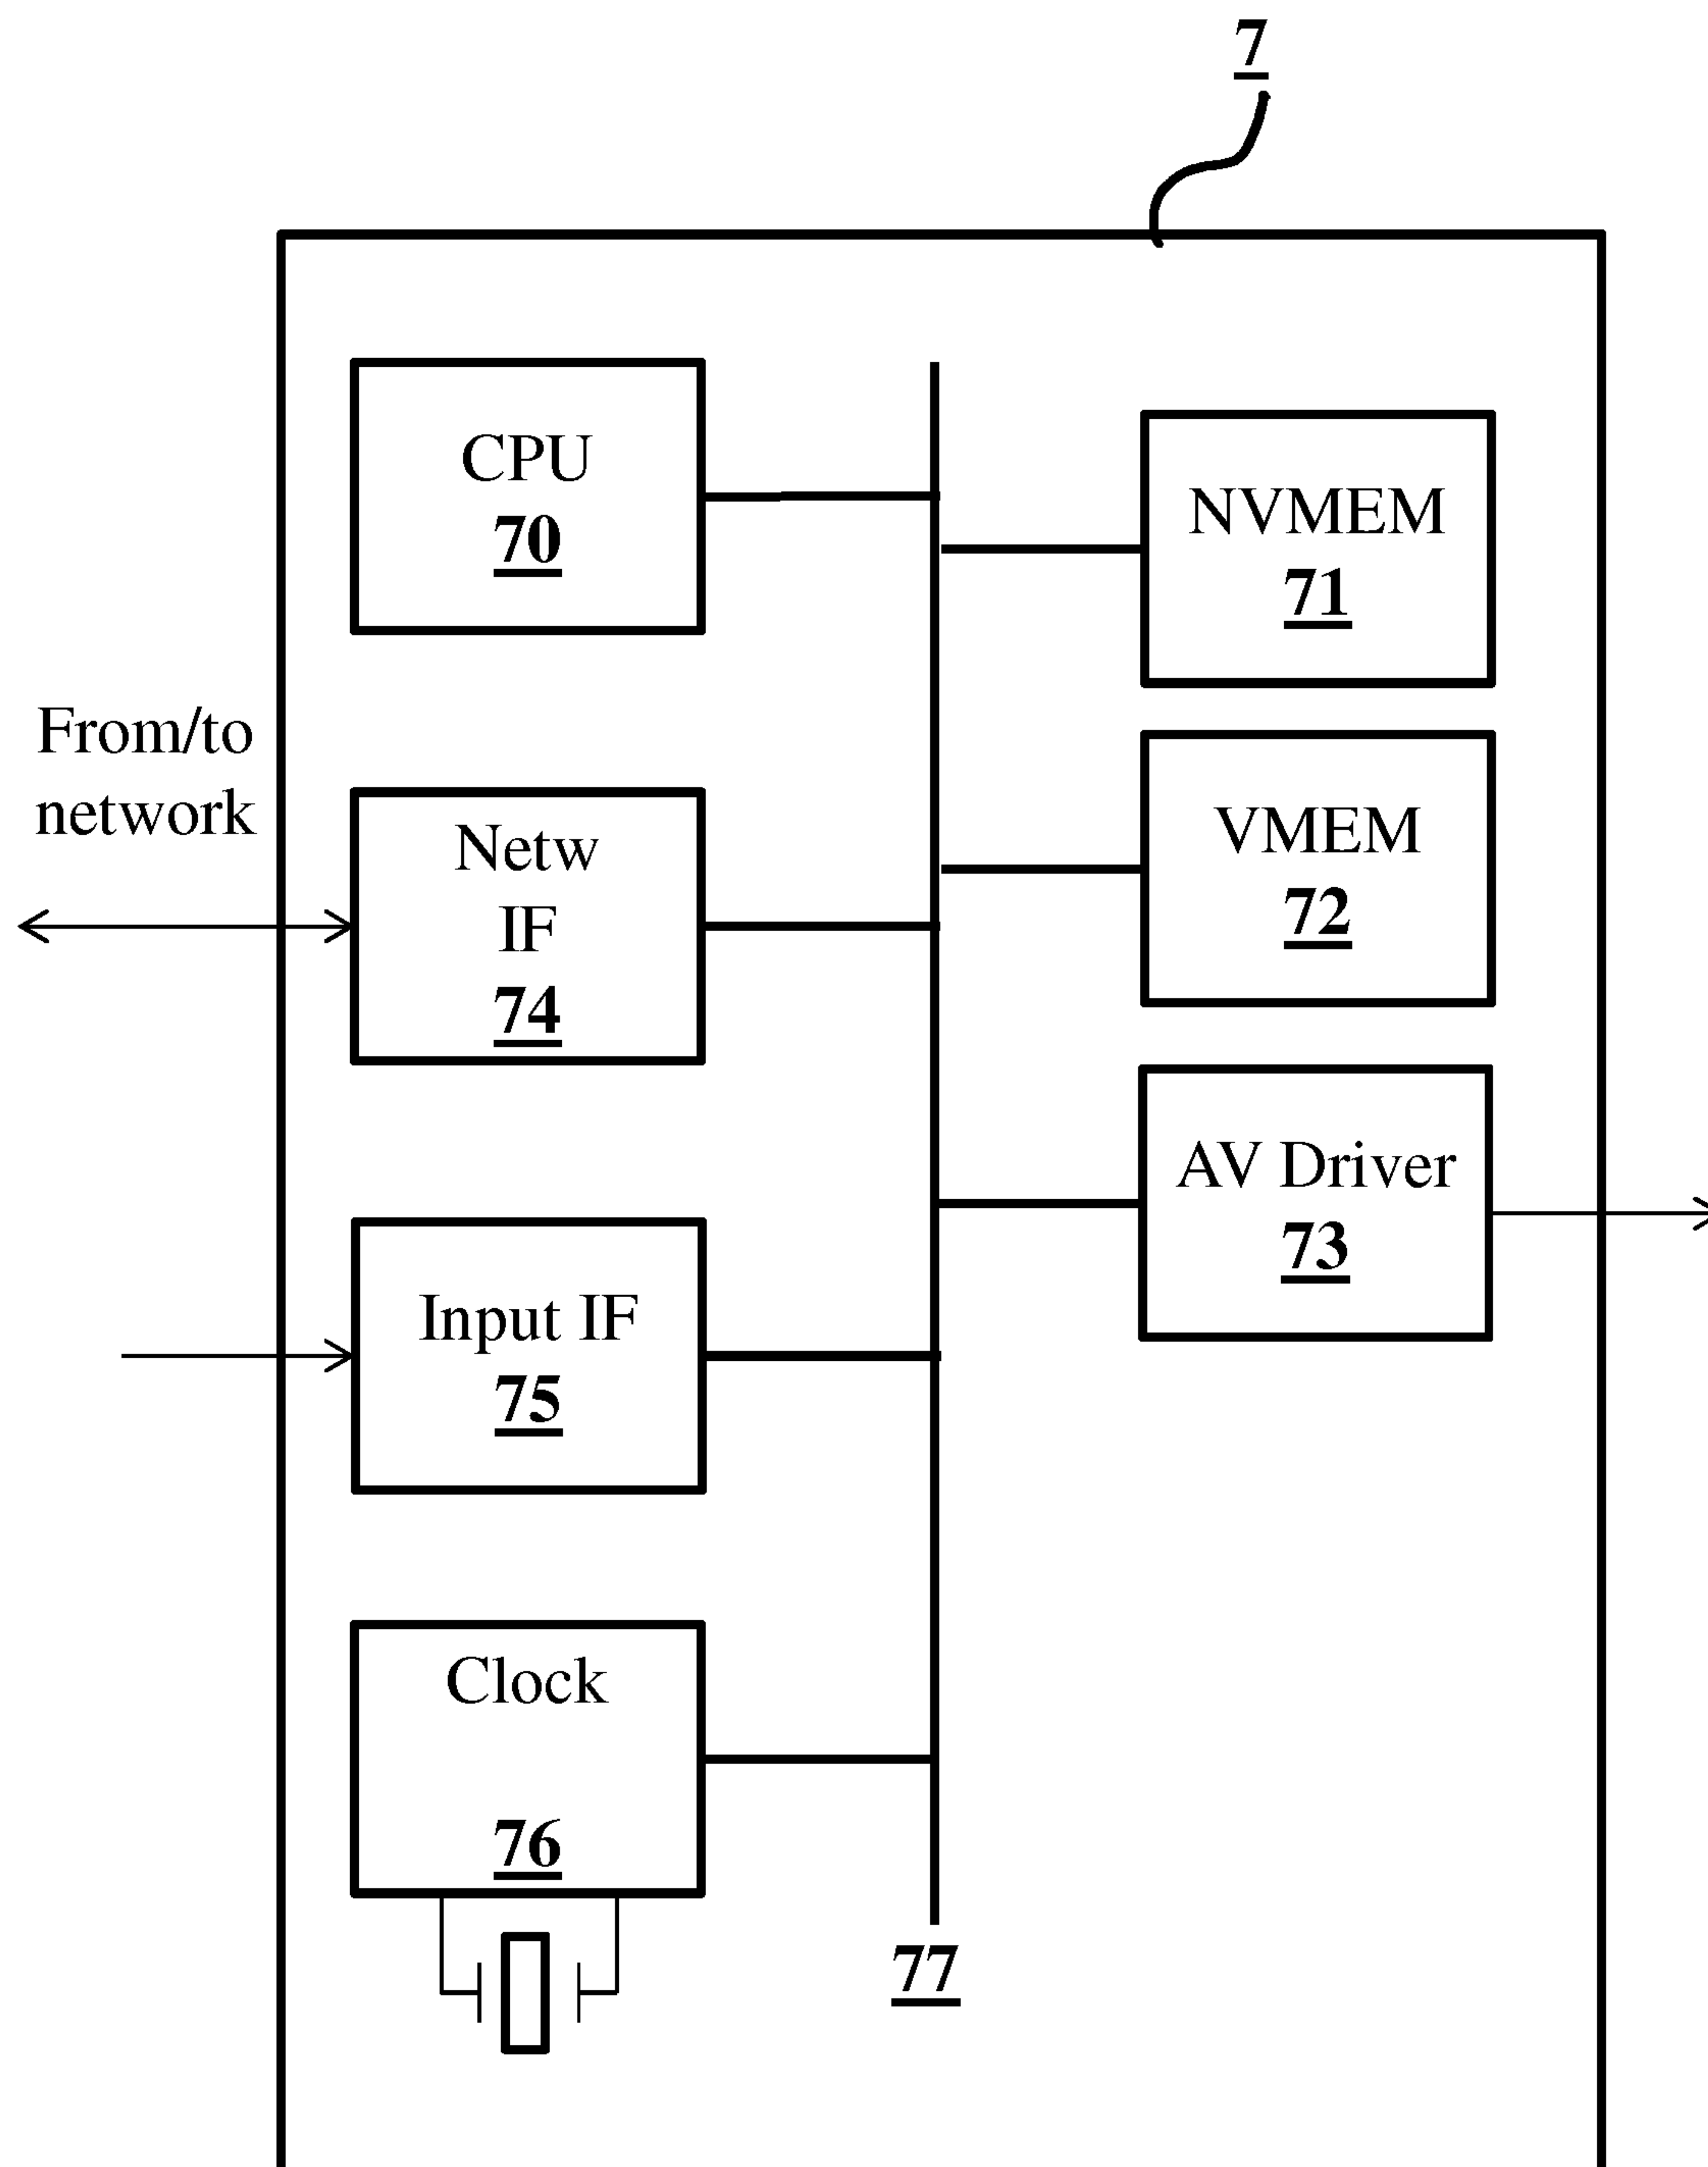 7
CPU
70
NVMEM
71
From/to
network
Netw
IF
74
VMEM
72
AV Driver
73
Input IF
75
Clock
76
77